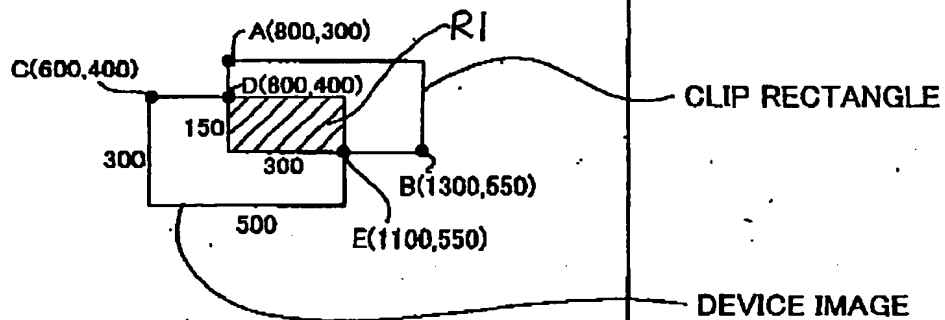 A(800,300)
R1
C(600,400)
D(800,400)
CLIP RECTANGLE
150
300
300
B(1300,550)
500
E(1100,550)
DEVICE IMAGE